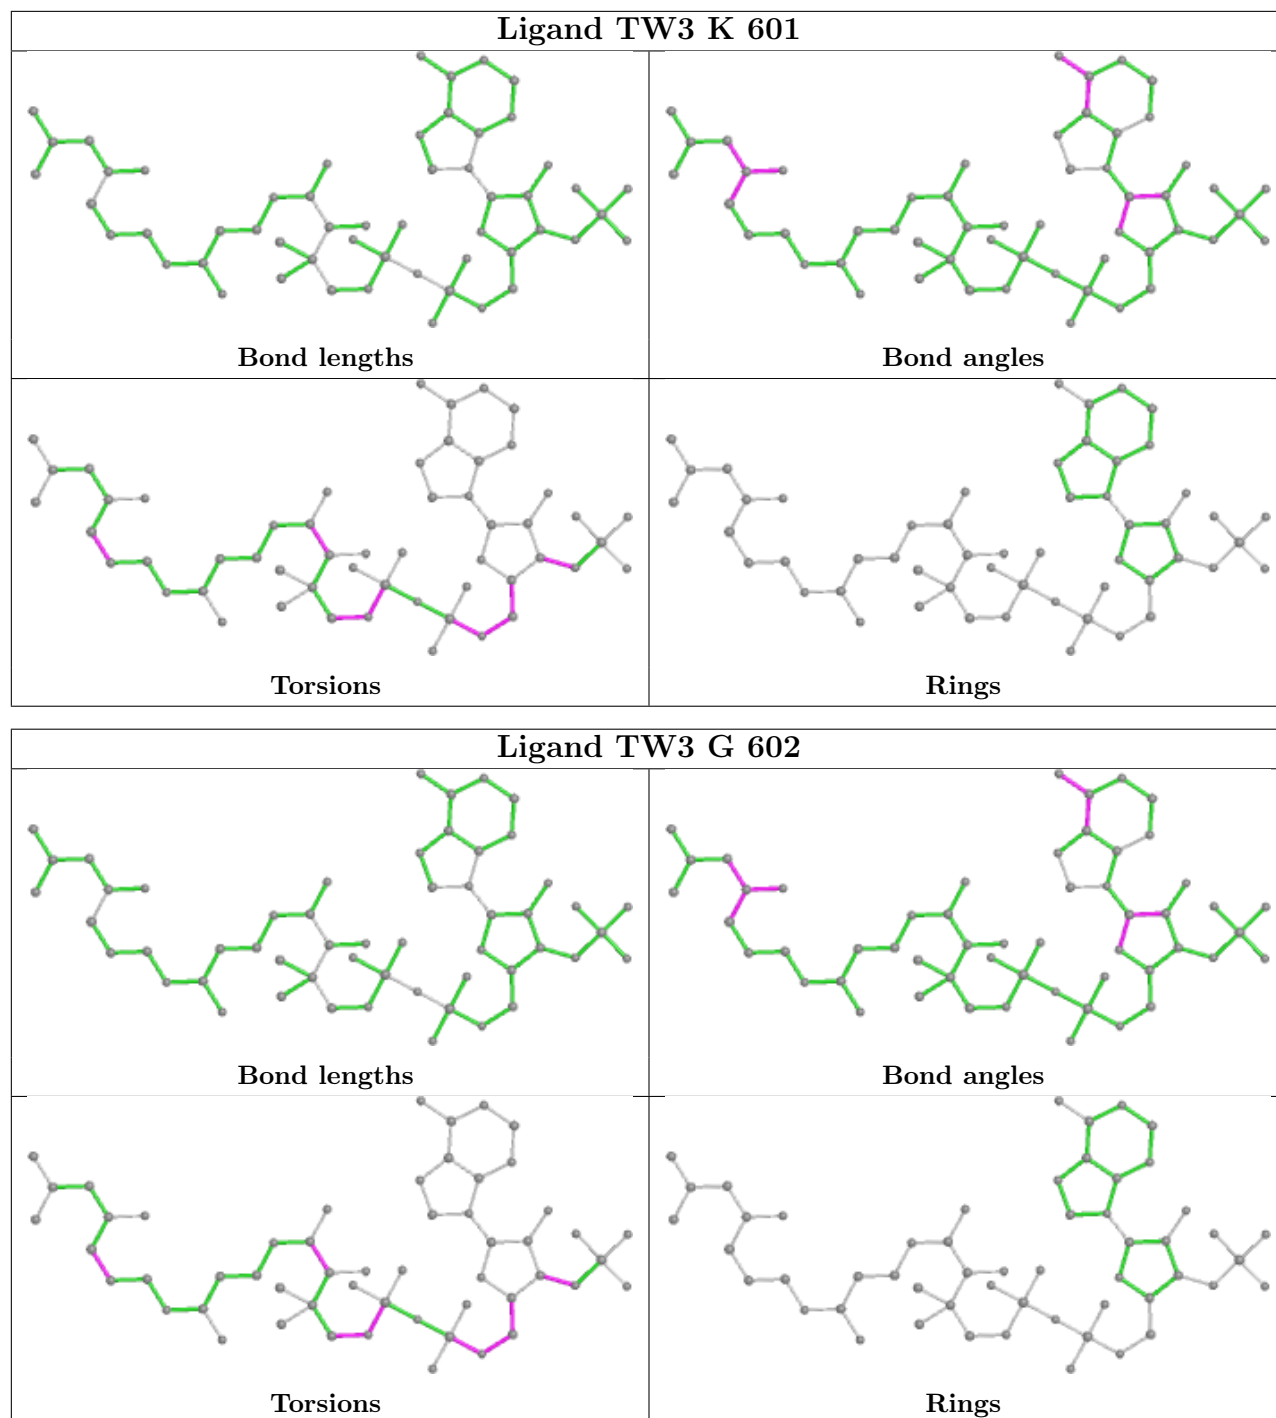 Ligand TW3 K 601
Bond lengths
Bond angles
Torsions
Rings
Ligand TW3 G 602
Bond lengths
Bond angles
Torsions
Rings